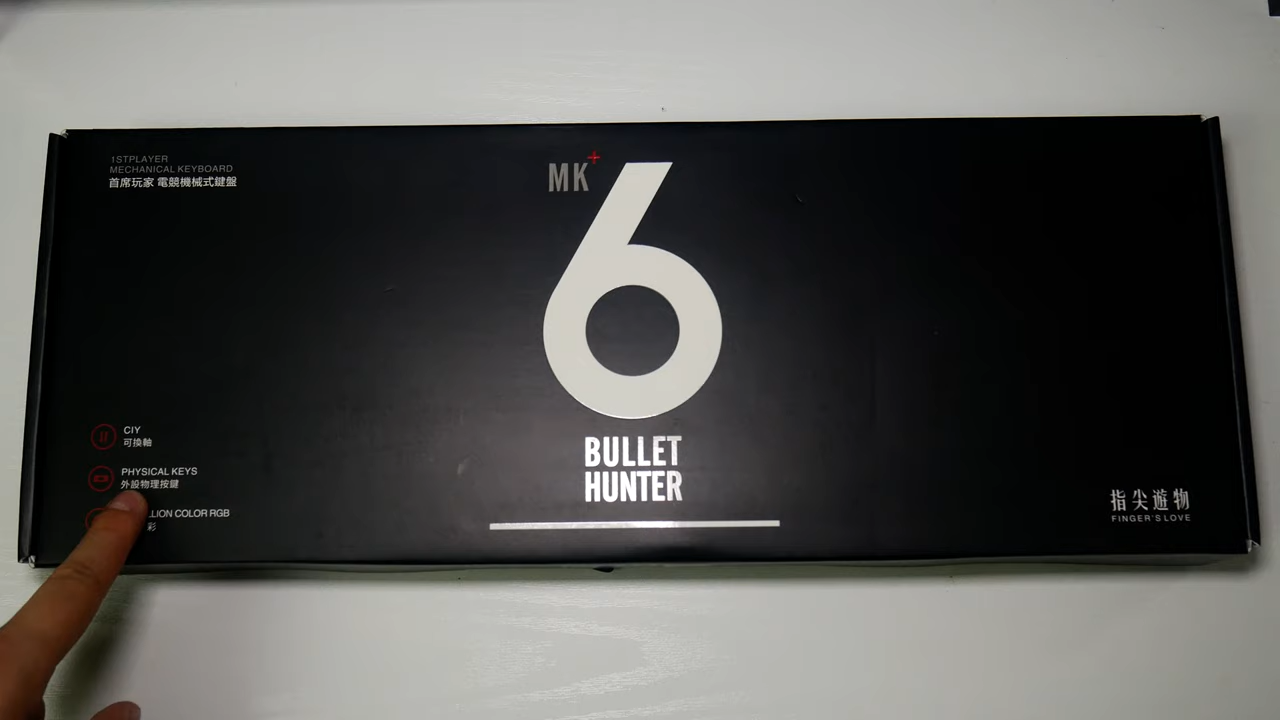 1STPLAYER
MECHANICAL KEYBOARD
首席玩家 電競機械式鍵盤
MK+
6
BULLET
HUNTER
CIY
可換軸
PHYSICAL KEYS
外設物理按鍵
LLION COLOR RGB
彩
指尖遊物
FINGER'S LOVE